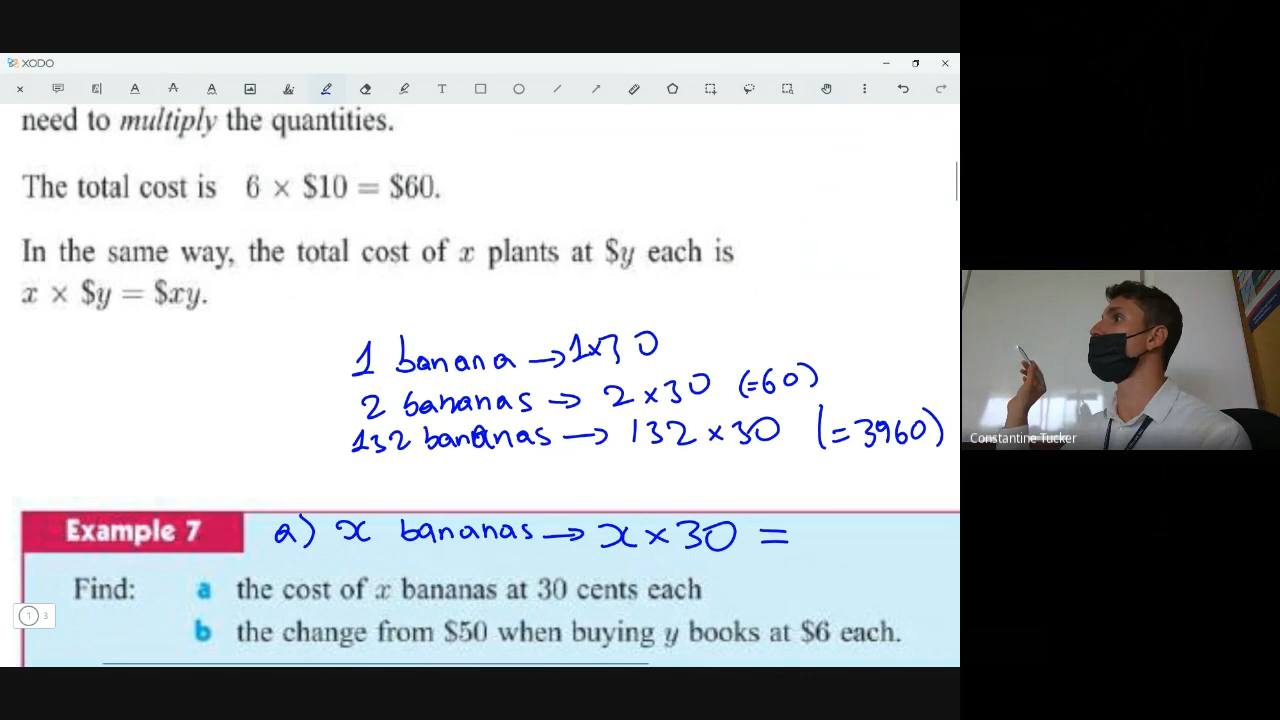 XODO
need to multiply the quantities.
The total cost is 6 × $10 = $60.
In the same way, the total cost of x plants at $y each is
x × $y = $xy.
1 banana → 1×30
2 bananas → 2×30 (=60)
132 bananas → 132×30 (=3960)
Constantine Tucker
Example 7 a) x bananas → x×30 =
Find: a the cost of x bananas at 30 cents each
b the change from $50 when buying y books at $6 each.
1 3